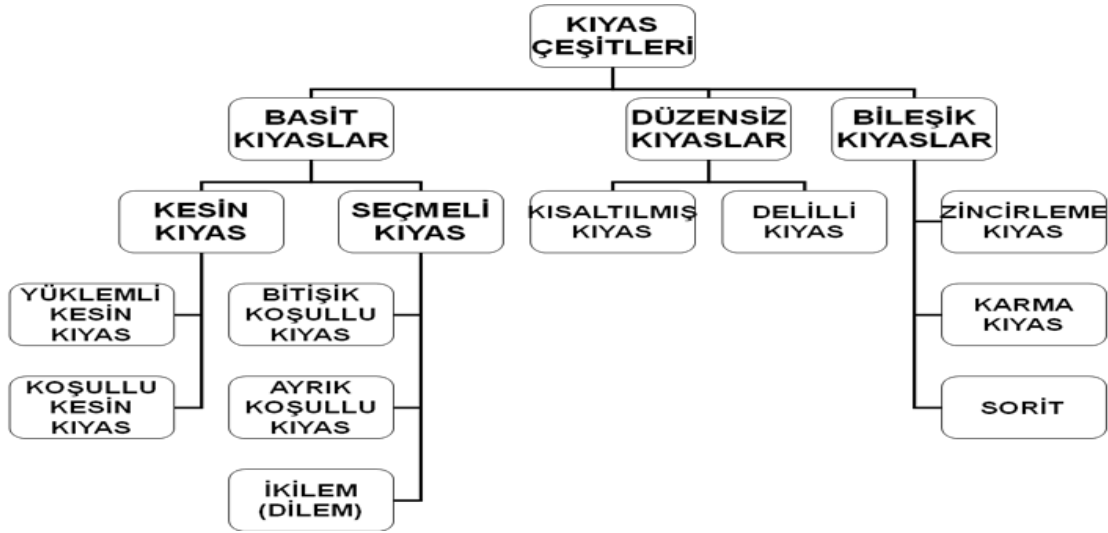 KIYAS
ÇEŞİTLERİ
BASİT
KIYASLAR
DÜZENSİZ
KIYASLAR
BİLEŞİK
KIYASLAR
KESİN
KIYAS
SEÇMELİ
KIYAS
KISALTILMIŞ
KIYAS
DELİLLİ
KIYAS
ZİNCİRLEME
KIYAS
YÜKLEMLİ
KESİN
KIYAS
BİTİŞİK
KOŞULLU
KIYAS
KARMA
KIYAS
KOŞULLU
KESİN
KIYAS
AYRIK
KOŞULLU
KIYAS
SORİT
İKİLEM
(DİLEM)